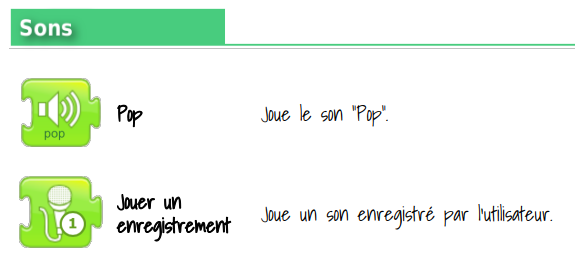 Sons
pop
Pop
Joue le son "Pop".
1
Jouer un
enregistrement
Joue un son enregistré par l'utilisateur.